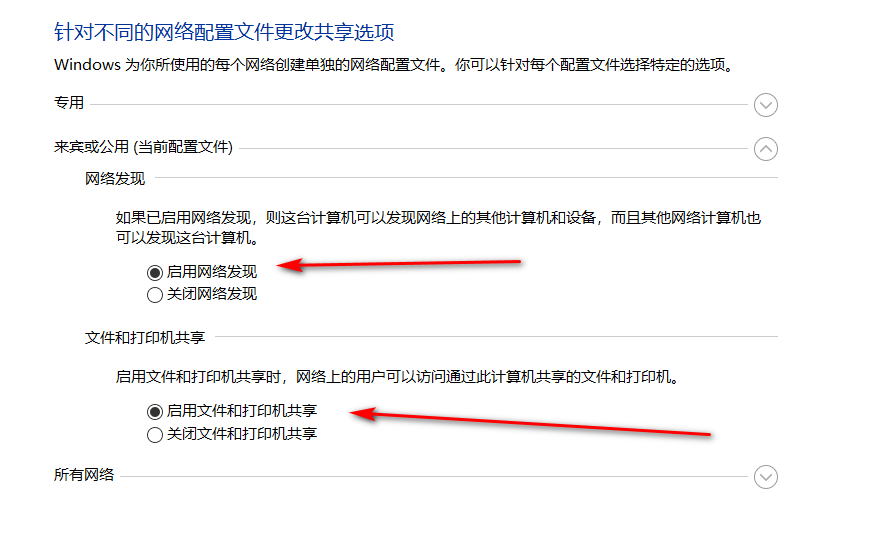 针对不同的网络配置文件更改共享选项
Windows 为你所使用的每个网络创建单独的网络配置文件。你可以针对每个配置文件选择特定的选项。
专用
来宾或公用 (当前配置文件)
网络发现
如果已启用网络发现，则这台计算机可以发现网络上的其他计算机和设备，而且其他网络计算机也
可以发现这台计算机。
启用网络发现
关闭网络发现
文件和打印机共享
启用文件和打印机共享时，网络上的用户可以访问通过此计算机共享的文件和打印机。
启用文件和打印机共享
关闭文件和打印机共享
所有网络